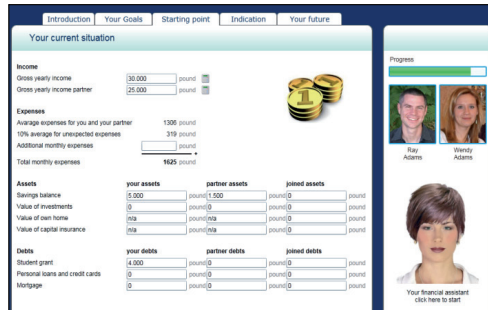 Introduction Your Goals Starting point Indication Your future
Your current situation
Income
Gross yearly income 30.000 pound
Gross yearly income partner 25.000 pound
Expenses
Avarage expenses for you and your partner 1306 pound
10% average for unexpected expenses 319 pound
Additional monthly expenses pound
+
Total monthly expenses 1625 pound
Assets your assets partner assets joined assets
Savings balance 5.000 pound 1.500 pound 0 pound
Value of investments 0 pound 0 pound 0 pound
Value of own home n/a pound n/a pound 0 pound
Value of capital insurance n/a pound n/a pound 0 pound
Debts your debts partner debts joined debts
Student grant 4.000 pound 0 pound 0 pound
Personal loans and credit cards 0 pound 0 pound 0 pound
Mortgage 0 pound 0 pound 0 pound
Progress
Ray Wendy
Adams Adams
Your financial assistant
click here to start